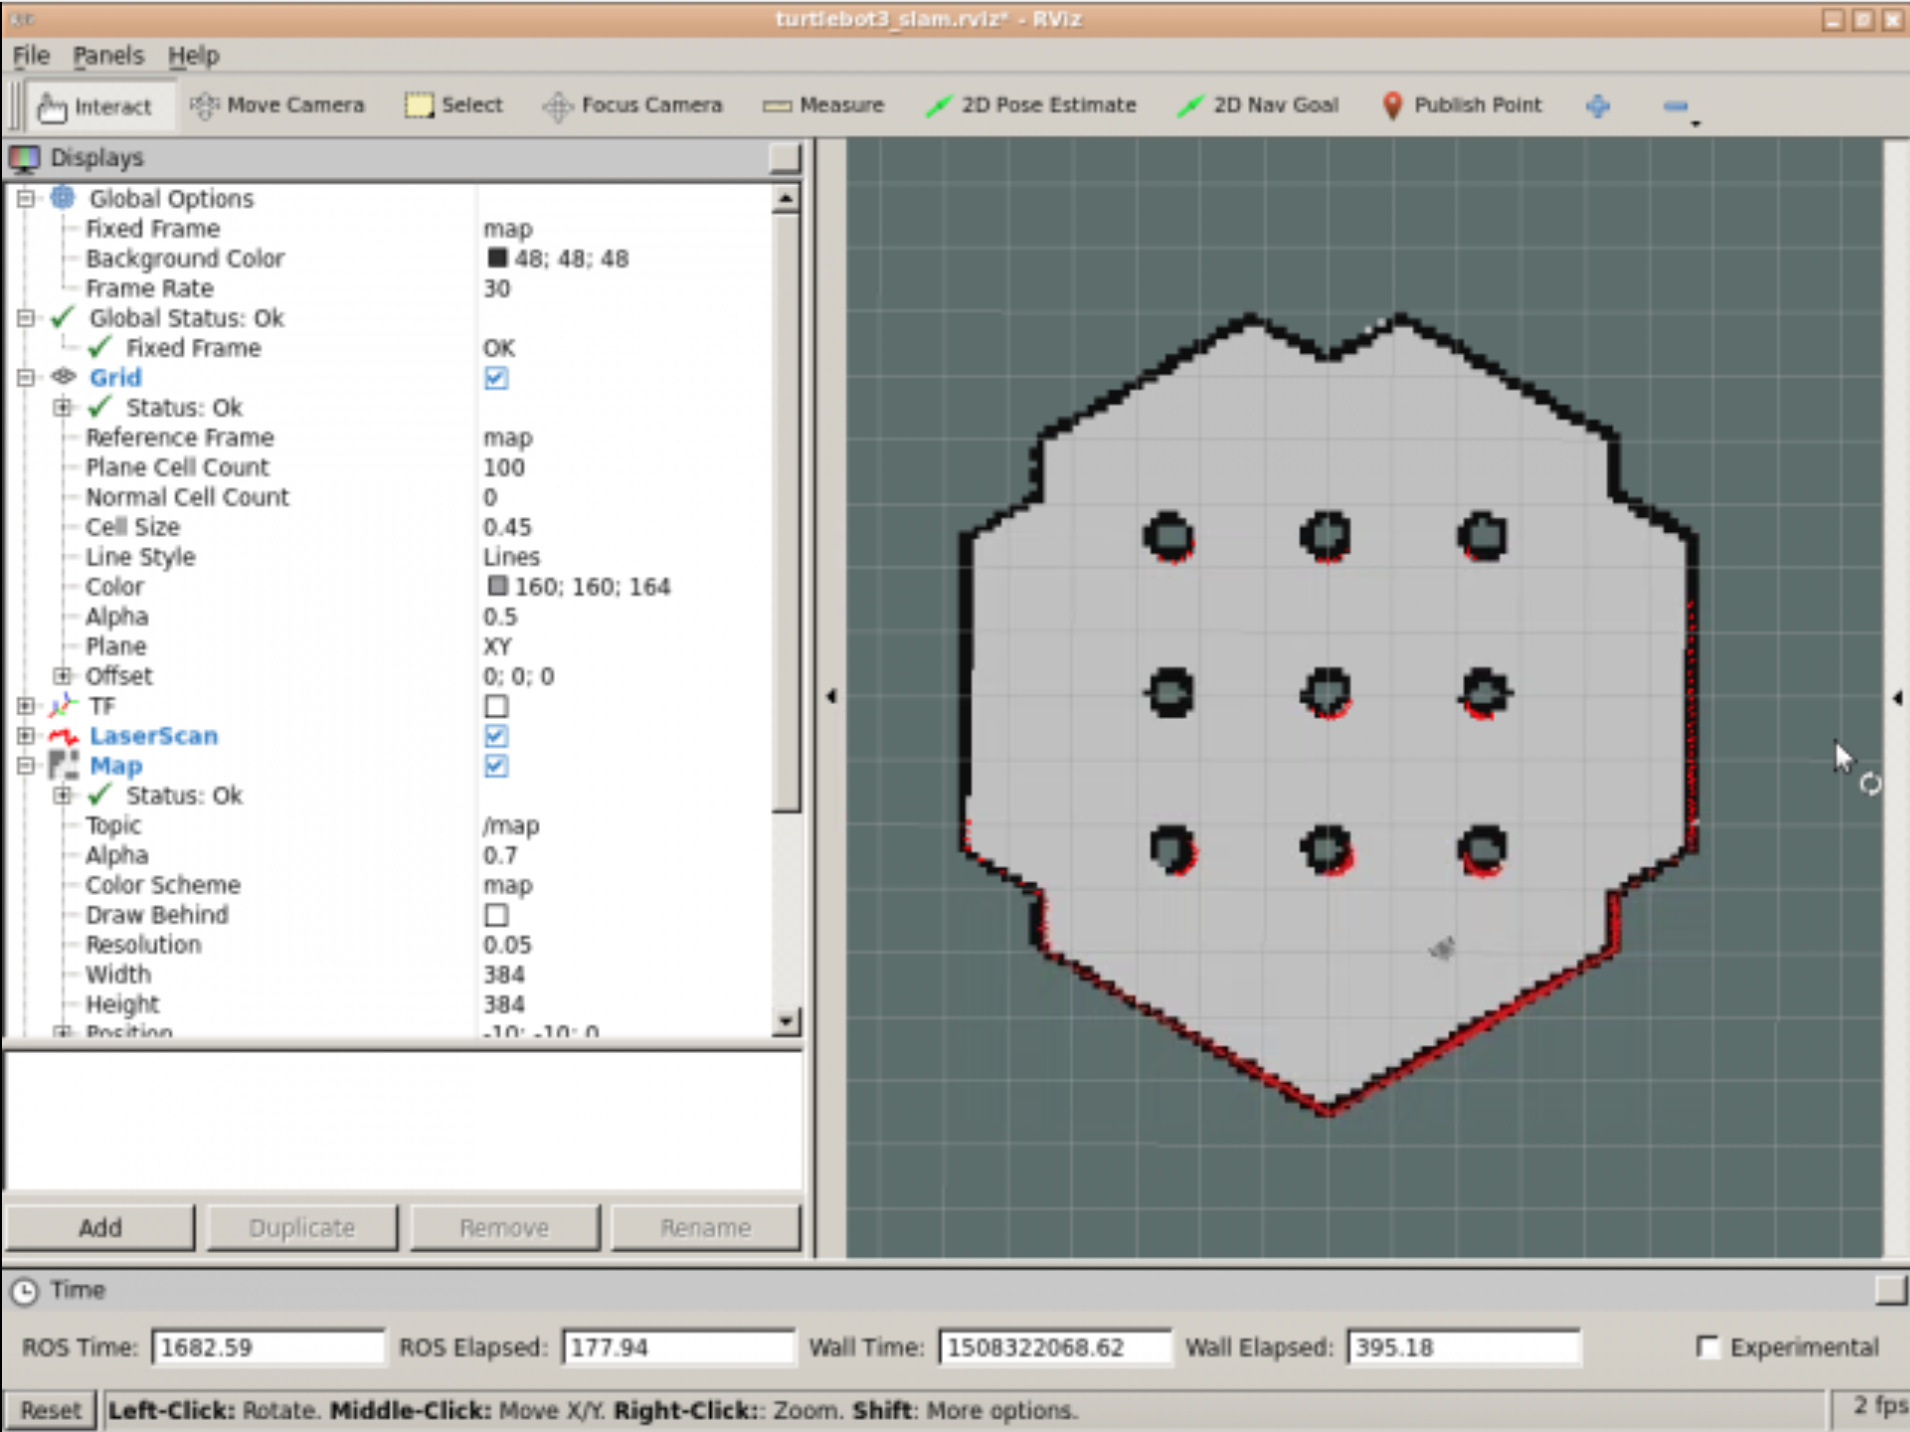 turtlebot3_slam.rviz* - RViz
File Panels Help
Interact Move Camera Select Focus Camera Measure 2D Pose Estimate 2D Nav Goal Publish Point
Displays
Global Options
Fixed Frame map
Background Color 48; 48; 48
Frame Rate 30
Global Status: Ok
Fixed Frame OK
Grid
Status: Ok
Reference Frame map
Plane Cell Count 100
Normal Cell Count 0
Cell Size 0.45
Line Style Lines
Color 160; 160; 164
Alpha 0.5
Plane XY
Offset 0; 0; 0
TF
LaserScan
Map
Status: Ok
Topic /map
Alpha 0.7
Color Scheme map
Draw Behind
Resolution 0.05
Width 384
Height 384
Position -10; -10; 0
Add Duplicate Remove Rename
Time
ROS Time: 1682.59 ROS Elapsed: 177.94 Wall Time: 1508322068.62 Wall Elapsed: 395.18 Experimental
Reset Left-Click: Rotate. Middle-Click: Move X/Y. Right-Click:: Zoom. Shift: More options. 2 fps